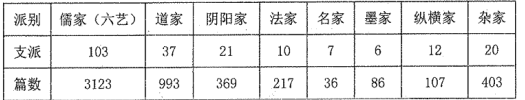 派别 儒家（六艺） 道家 阴阳家 法家 名家 墨家 纵横家 杂家
支派 103 37 21 10 7 6 12 20
篇数 3123 993 369 217 36 86 107 403